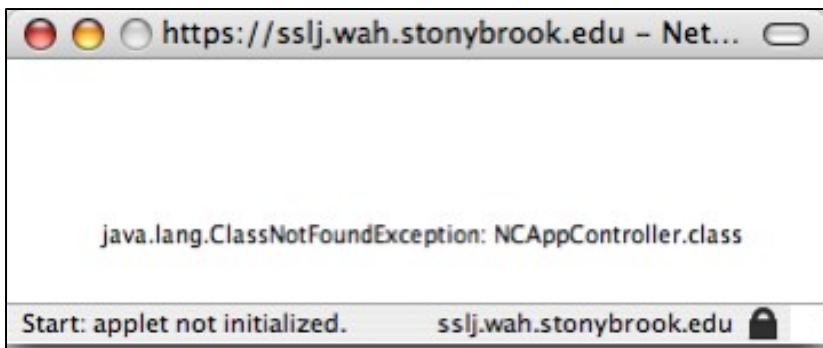 https://sslj.wah.stonybrook.edu – Net...
java.lang.ClassNotFoundException: NCAppController.class
Start: applet not initialized. sslj.wah.stonybrook.edu